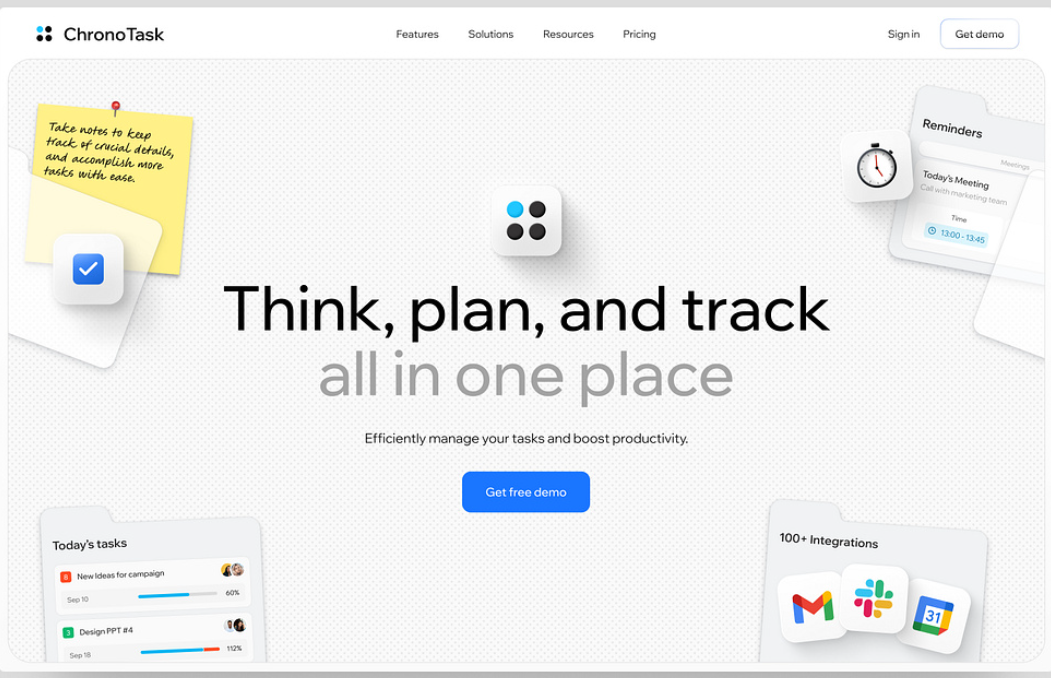 ChronoTask
Features
Solutions
Resources
Pricing
Sign in
Get demo
Take notes to keep
track of crucial details,
and accomplish more
tasks with ease.
Reminders
Meetings
Today's Meeting
Call with marketing team
Time
13:00 - 13:45
Think, plan, and track
all in one place
Efficiently manage your tasks and boost productivity.
Get free demo
Today's tasks
8
New Ideas for campaign
Sep 10
60%
3
Design PPT #4
Sep 18
112%
100+ Integrations
31